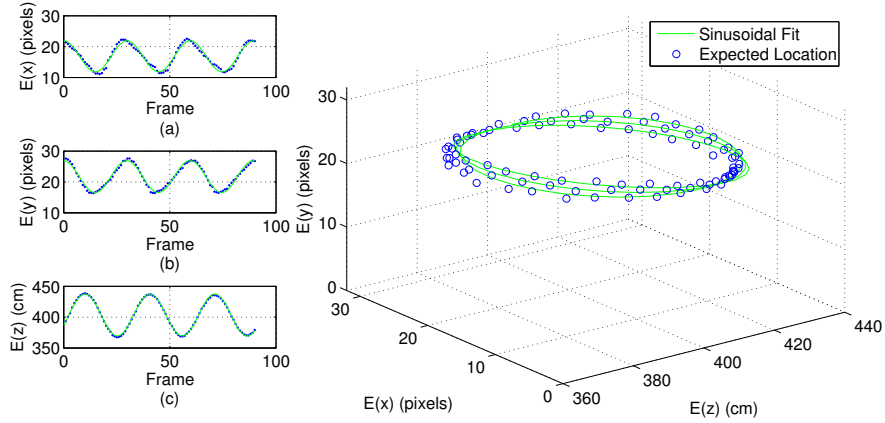 30
20
10
E(x) (pixels)
0
50
100
Frame
(a)
30
20
10
E(y) (pixels)
0
50
100
Frame
(b)
450
400
350
E(z) (cm)
0
50
100
Frame
(c)
Sinusoidal Fit
Expected Location
30
20
10
0
E(y) (pixels)
30
20
10
0
E(x) (pixels)
360
380
400
420
440
E(z) (cm)